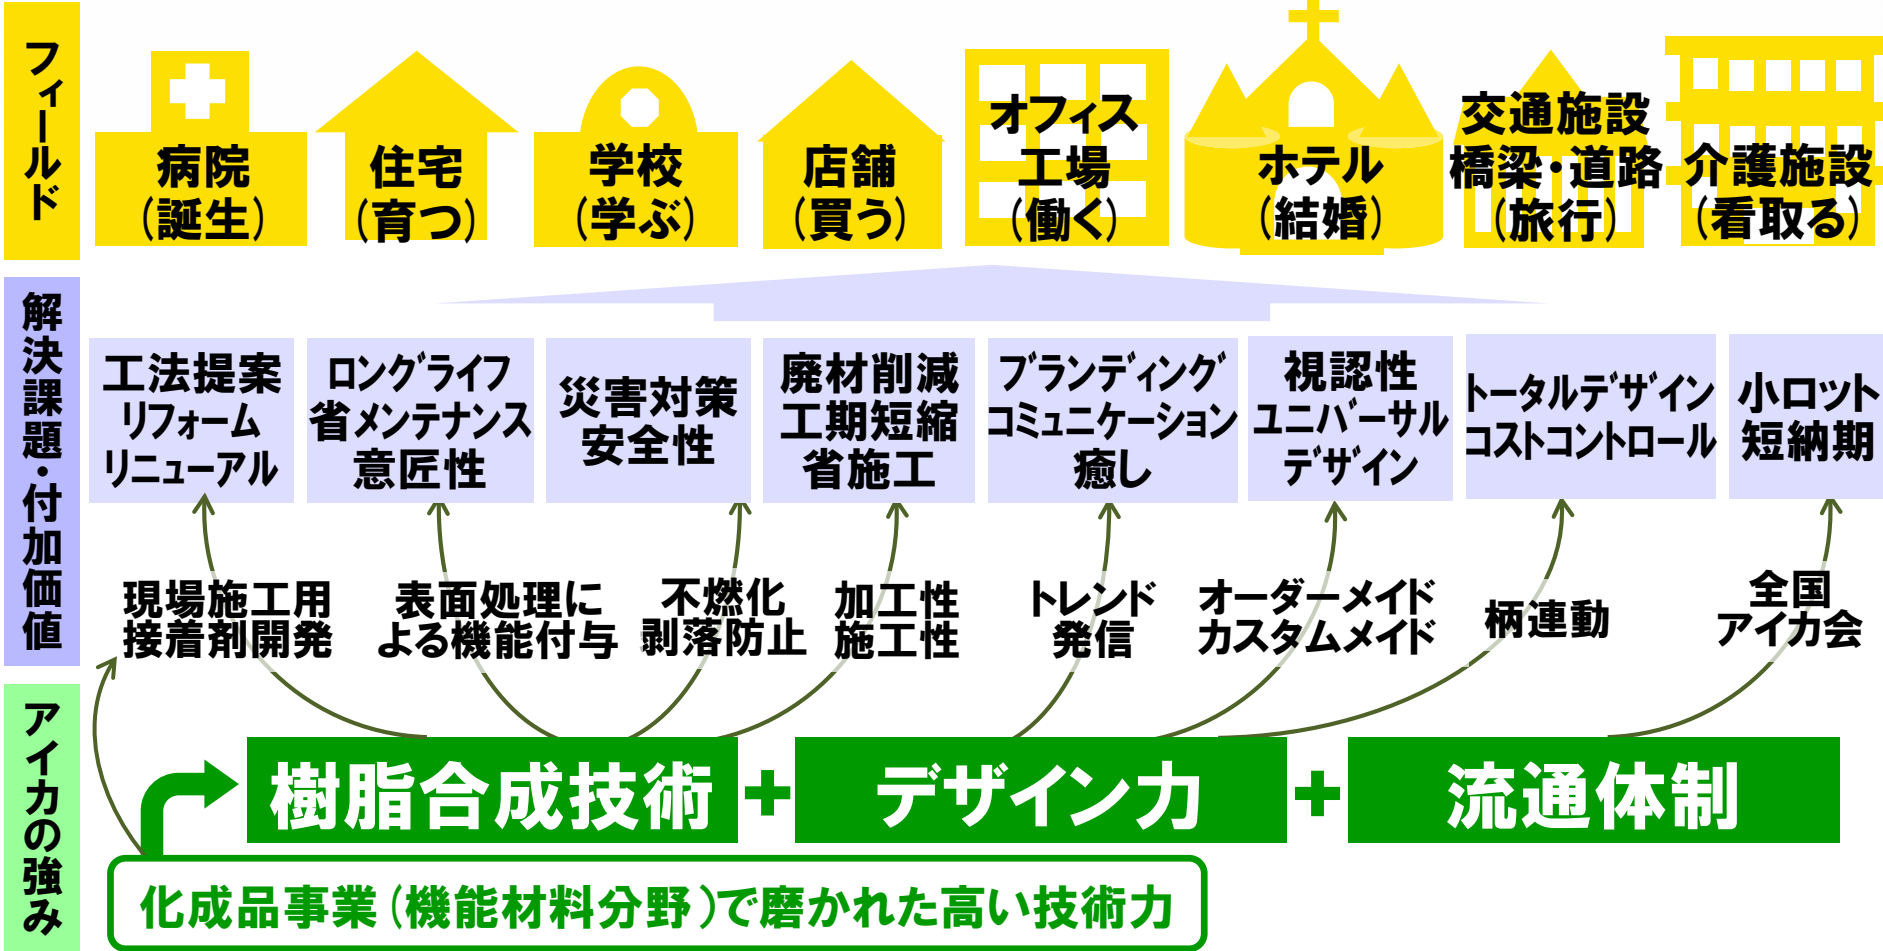 フィールド
病院
(誕生)
住宅
(育つ)
学校
(学ぶ)
店舗
(買う)
オフィス
工場
(働く)
ホテル
(結婚)
交通施設
橋梁・道路
(旅行)
介護施設
(看取る)
解決課題・付加価値
工法提案
リフォーム
リニューアル
ロングライフ
省メンテナンス
意匠性
災害対策
安全性
廃材削減
工期短縮
省施工
ブランディング
コミュニケーション
癒し
視認性
ユニバーサル
デザイン
トータルデザイン
コストコントロール
小ロット
短納期
現場施工用
接着剤開発
表面処理に
よる機能付与
不燃化
剥落防止
加工性
施工性
トレンド
発信
オーダーメイド
カスタムメイド
柄連動
全国
アイカ会
アイカの強み
樹脂合成技術
+
デザイン力
+
流通体制
化成品事業(機能材料分野)で磨かれた高い技術力